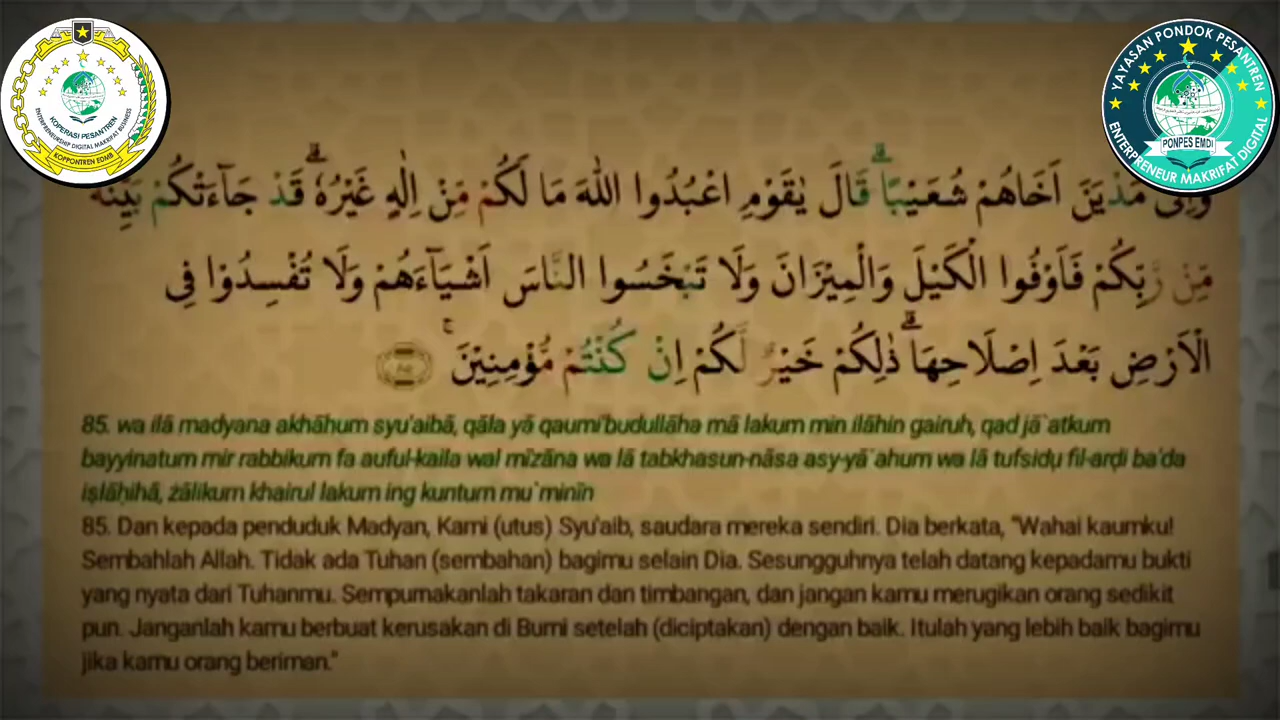 KOPERASI PESANTREN
ENTERPRENEURSHIP DIGITAL MAKRIFAT BUSINESS
KOPPONTREN EDMB
YAYASAN PONDOK PESANTREN
PONPES EMDI
ENTERPRENEUR MAKRIFAT DIGITAL
وَاِلٰى مَدْيَنَ اَخَاهُمْ شُعَيْبًاۗ قَالَ يٰقَوْمِ اعْبُدُوا اللّٰهَ مَا لَكُمْ مِّنْ اِلٰهٍ غَيْرُهٗۗ قَدْ جَاۤءَتْكُمْ بَيِّنَةٌ
مِّنْ رَّبِّكُمْ فَاَوْفُوا الْكَيْلَ وَالْمِيْزَانَ وَلَا تَبْخَسُوا النَّاسَ اَشْيَاۤءَهُمْ وَلَا تُفْسِدُوْا فِى
الْاَرْضِ بَعْدَ اِصْلَاحِهَاۗ ذٰلِكُمْ خَيْرٌ لَّكُمْ اِنْ كُنْتُمْ مُّؤْمِنِيْنَۚ ٨٥
85. wa ilā madyana akhāhum syu'aibā, qāla yā qaumi'budullāha mā lakum min ilāhin gairuh, qad jā`atkum
bayyinatum mir rabbikum fa auful-kaila wal mīzāna wa lā tabkhasun-nāsa asy-yā`ahum wa lā tufsidụ fil-arḍi ba'da
iṣlāḥihā, żālikum khairul lakum ing kuntum mu`minīn
85. Dan kepada penduduk Madyan, Kami (utus) Syu'aib, saudara mereka sendiri. Dia berkata, "Wahai kaumku!
Sembahlah Allah. Tidak ada Tuhan (sembahan) bagimu selain Dia. Sesungguhnya telah datang kepadamu bukti
yang nyata dari Tuhanmu. Sempurnakanlah takaran dan timbangan, dan jangan kamu merugikan orang sedikit
pun. Janganlah kamu berbuat kerusakan di Bumi setelah (diciptakan) dengan baik. Itulah yang lebih baik bagimu
jika kamu orang beriman."